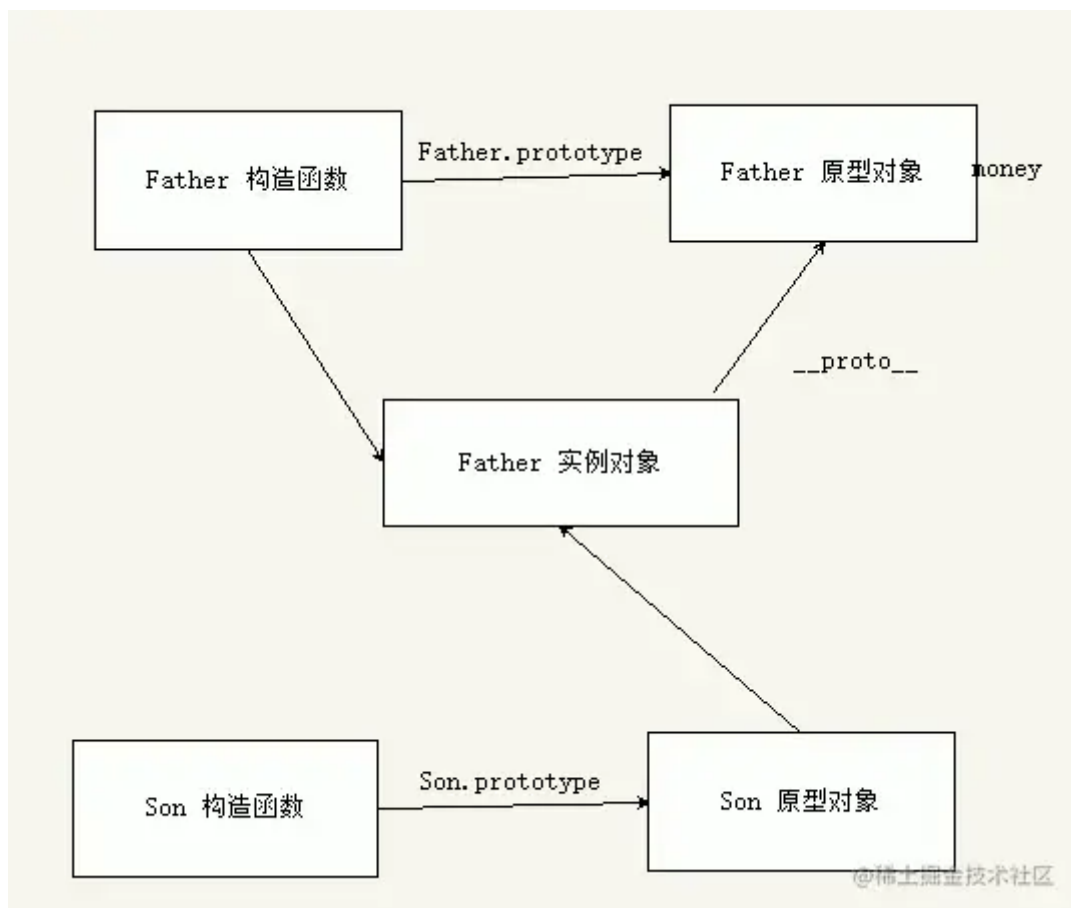 Father.prototype
Father 构造函数
Father 原型对象
money
__proto__
Father 实例对象
Son.prototype
Son 构造函数
Son 原型对象
@稀土掘金技术社区